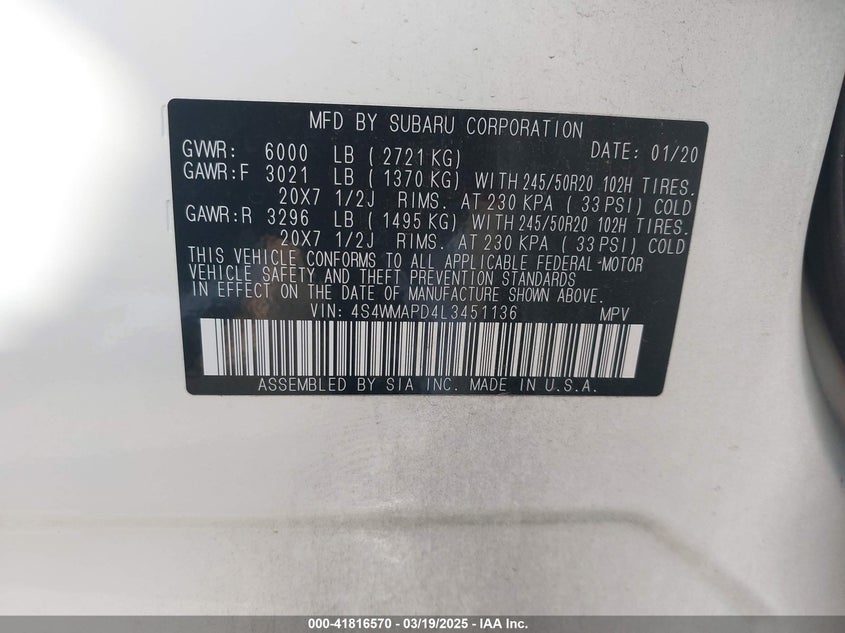 MFD BY SUBARU CORPORATION
GVWR: 6000 LB ( 2721 KG) DATE: 01/20
GAWR:F 3021 LB ( 1370 KG) WITH 245/50R20 102H TIRES.
20X7 1/2J RIMS. AT 230 KPA ( 33 PSI) COLD
GAWR:R 3296 LB ( 1495 KG) WITH 245/50R20 102H TIRES.
20X7 1/2J RIMS. AT 230 KPA ( 33 PSI) COLD
THIS VEHICLE CONFORMS TO ALL APPLICABLE FEDERAL MOTOR
VEHICLE SAFETY AND THEFT PREVENTION STANDARDS
IN EFFECT ON THE DATE OF MANUFACTURE SHOWN ABOVE.
VIN: 4S4WMAPD4L3451136 MPV
ASSEMBLED BY SIA INC. MADE IN U.S.A.
000-41816570 — 03/19/2025 — IAA Inc.